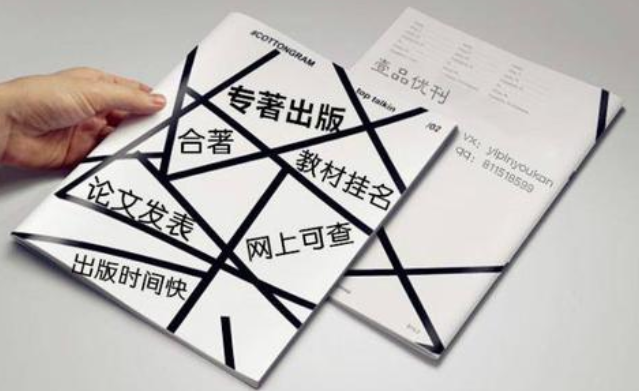 #COTTONGRAM
top talkin
/02
专著出版
合著
教材挂名
论文发表
网上可查
出版时间快
壹品优刊
vx: yipinyoukan
qq: 811518599